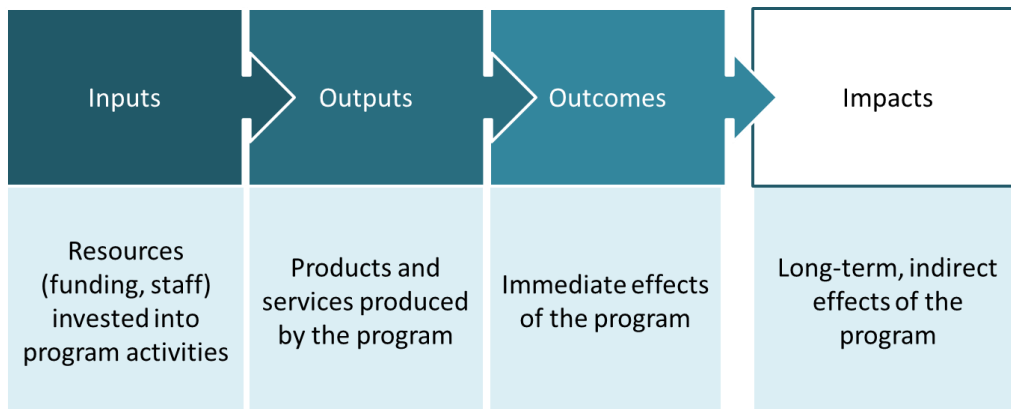 Inputs
Outputs
Outcomes
Impacts
Resources
(funding, staff)
invested into
program activities
Products and
services produced
by the program
Immediate effects
of the program
Long-term, indirect
effects of the
program